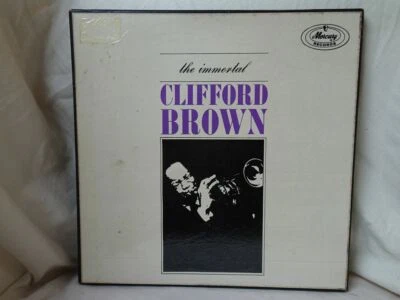 Mercury
RECORDS
the immortal
CLIFFORD
BROWN